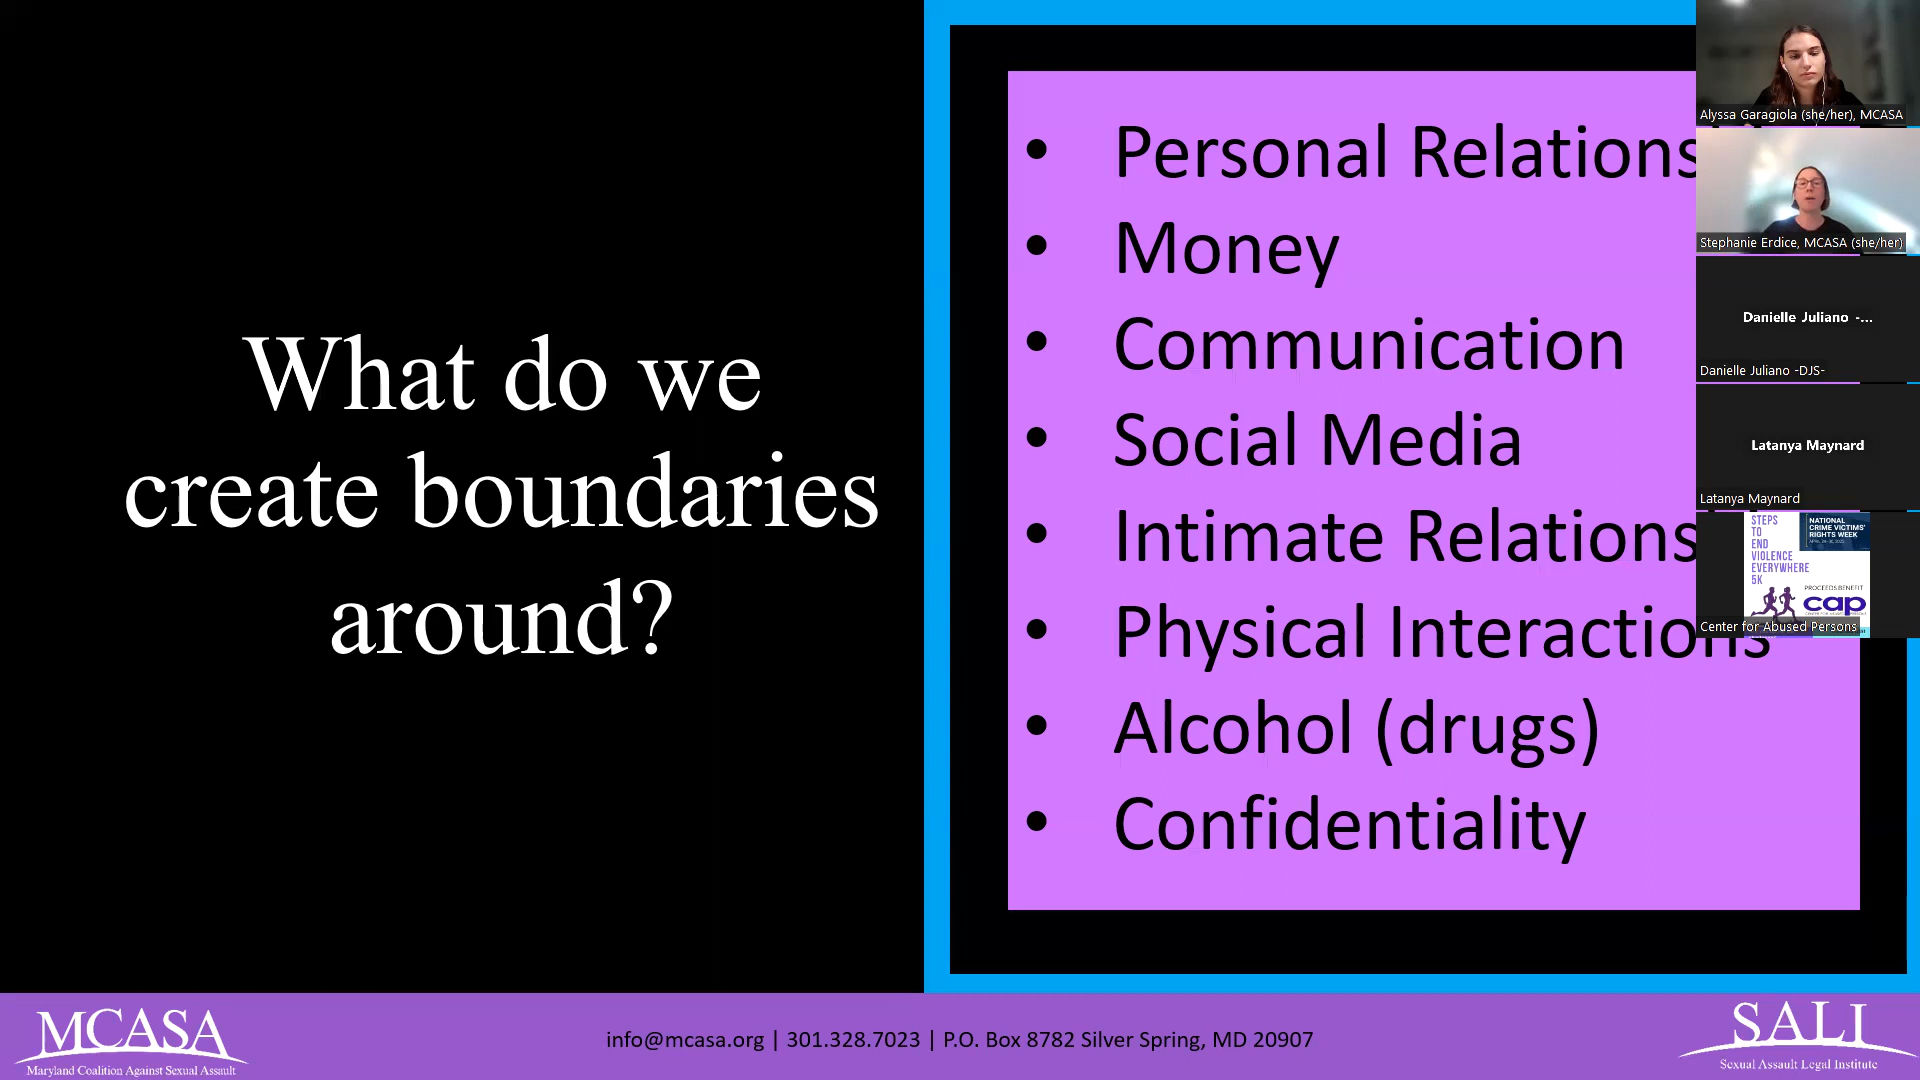 What do we
create boundaries
around?
• Personal Relations
• Money
• Communication
• Social Media
• Intimate Relations
• Physical Interactions
• Alcohol (drugs)
• Confidentiality
Alyssa Garagiola (she/her), MCASA
Stephanie Erdice, MCASA (she/her)
Danielle Juliano -...
Danielle Juliano -DJS-
Latanya Maynard
Latanya Maynard
STEPS
TO
END
VIOLENCE
EVERYWHERE
5K
NATIONAL
CRIME VICTIMS'
RIGHTS WEEK
PROCEEDS BENEFIT
cap
Center for Abused Persons
MCASA
Maryland Coalition Against Sexual Assault
info@mcasa.org | 301.328.7023 | P.O. Box 8782 Silver Spring, MD 20907
SALI
Sexual Assault Legal Institute